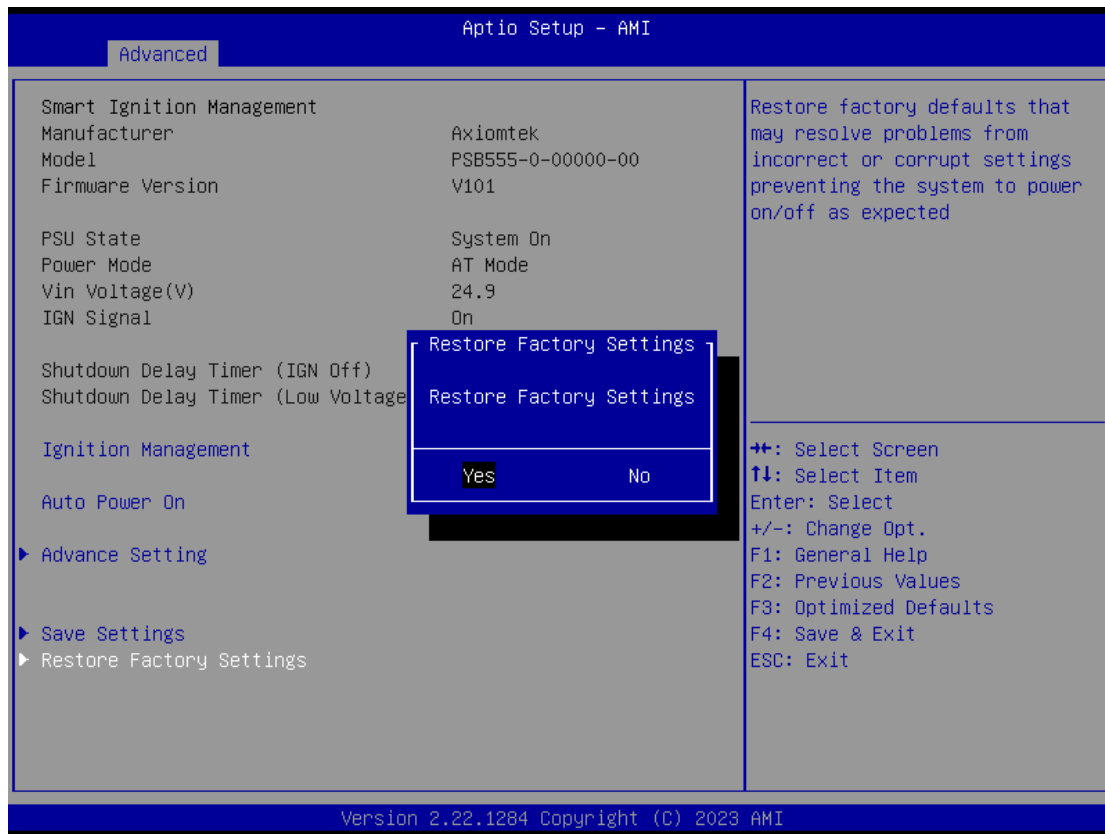 Aptio Setup – AMI
Advanced
Smart Ignition Management
Manufacturer Axiomtek
Model PSB555-0-00000-00
Firmware Version V101
PSU State System On
Power Mode AT Mode
Vin Voltage(V) 24.9
IGN Signal On
Shutdown Delay Timer (IGN Off)
Shutdown Delay Timer (Low Voltage
Ignition Management
Auto Power On
Advance Setting
Save Settings
Restore Factory Settings
Restore Factory Settings
Restore Factory Settings
Yes No
Restore factory defaults that
may resolve problems from
incorrect or corrupt settings
preventing the system to power
on/off as expected
→←: Select Screen
↑↓: Select Item
Enter: Select
+/-: Change Opt.
F1: General Help
F2: Previous Values
F3: Optimized Defaults
F4: Save & Exit
ESC: Exit
Version 2.22.1284 Copyright (C) 2023 AMI